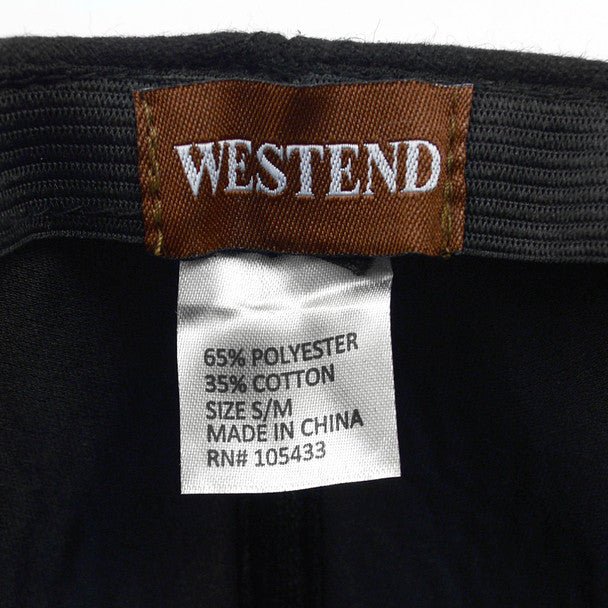 WESTEND
65% POLYESTER
35% COTTON
SIZE S/M
MADE IN CHINA
RN# 105433